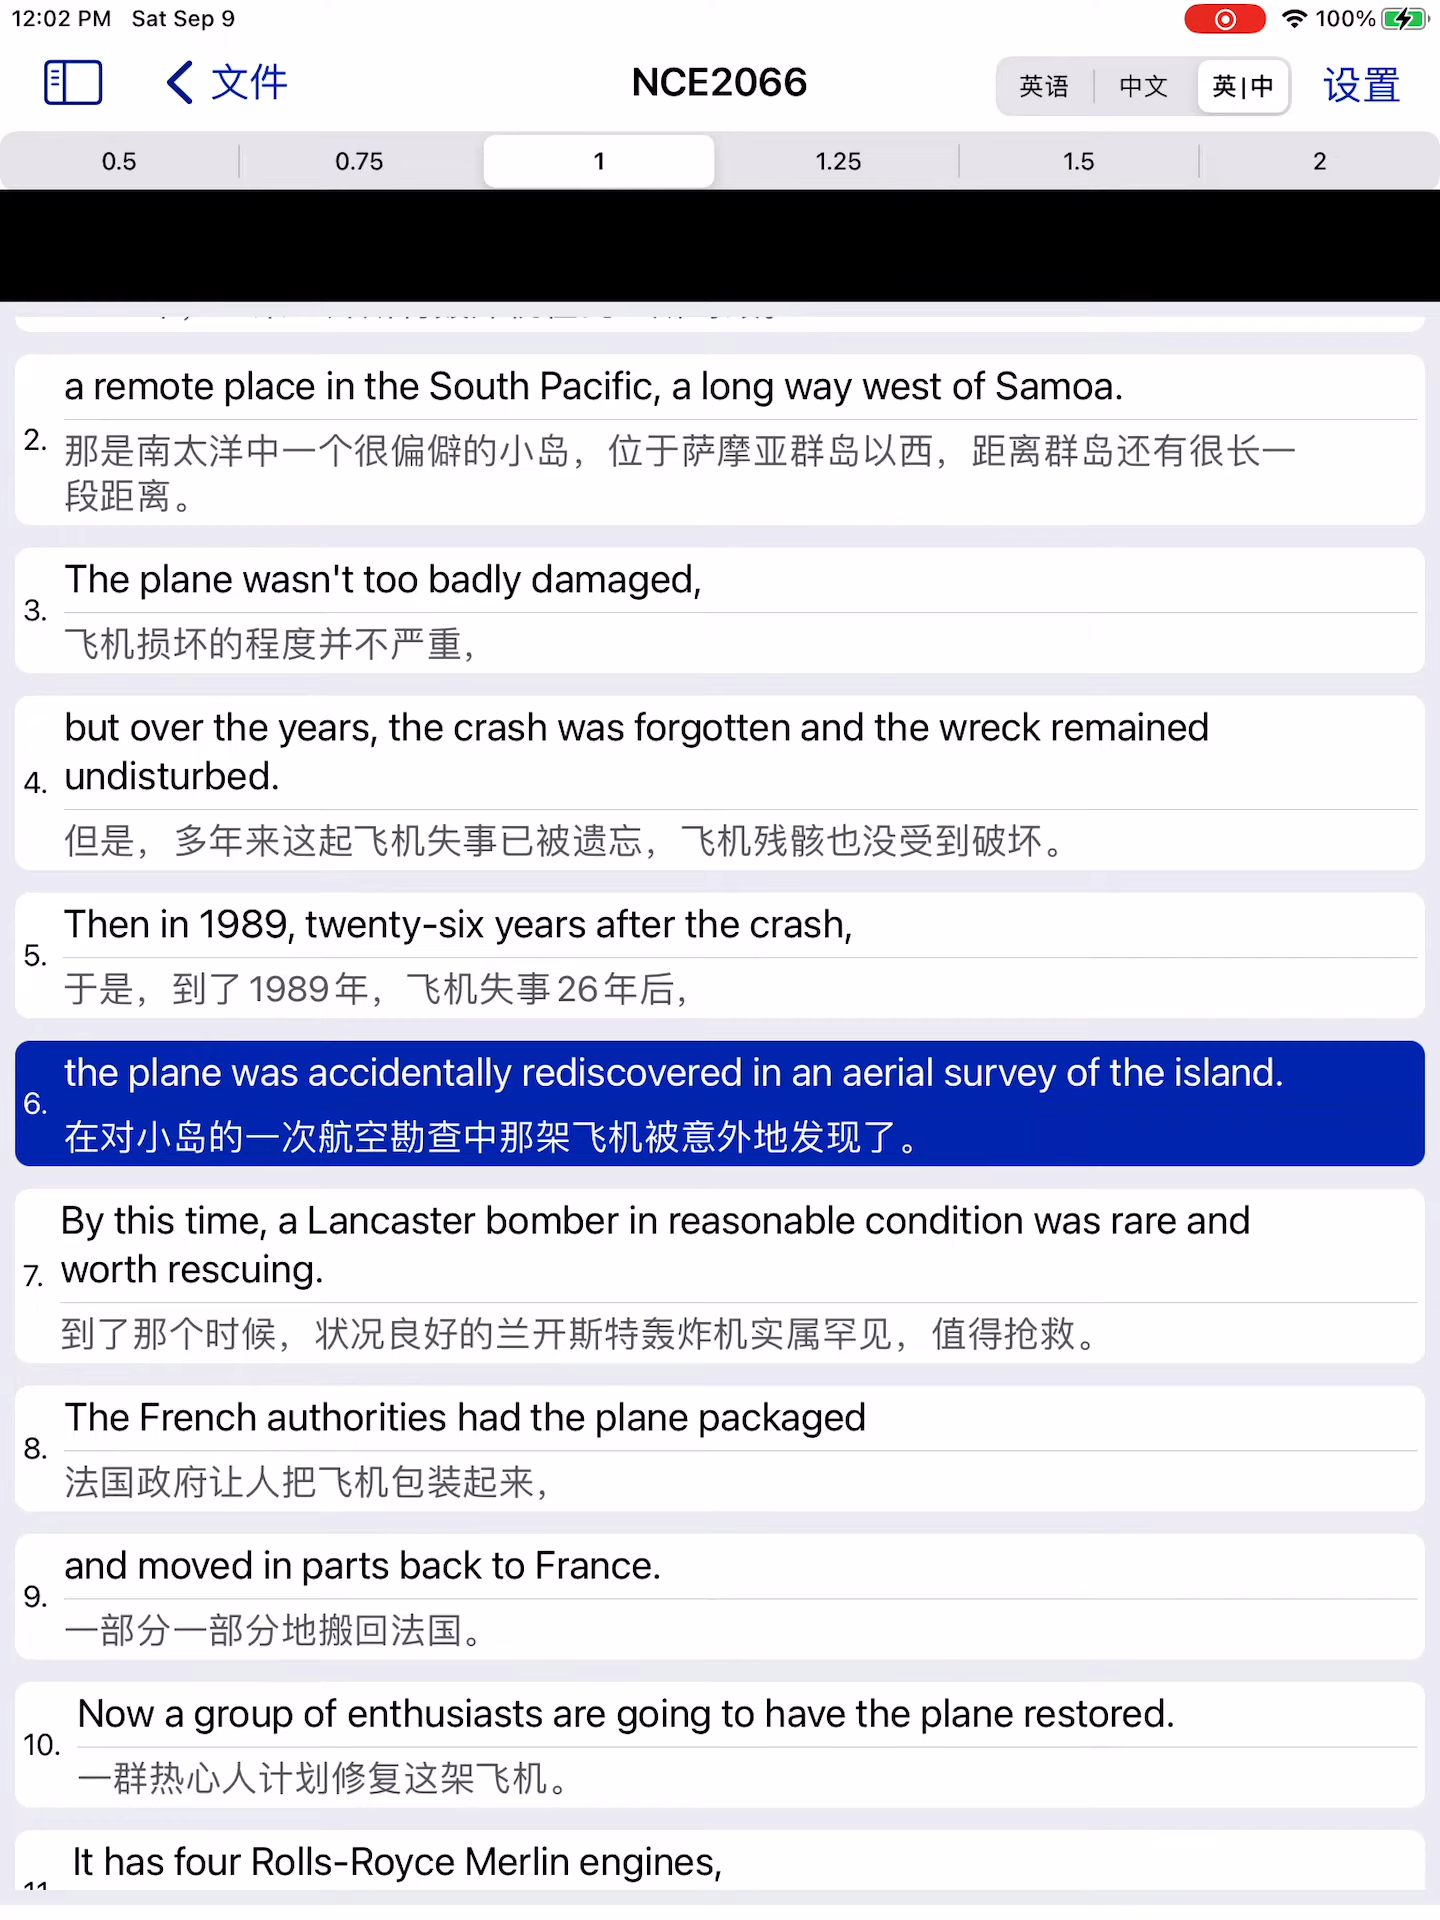 12:02 PM Sat Sep 9
100%
文件
NCE2066
英语 中文 英|中
设置
0.5 0.75 1 1.25 1.5 2
a remote place in the South Pacific, a long way west of Samoa.
2.
那是南太洋中一个很偏僻的小岛，位于萨摩亚群岛以西，距离群岛还有很长一
段距离。
The plane wasn't too badly damaged,
3.
飞机损坏的程度并不严重，
but over the years, the crash was forgotten and the wreck remained
4. undisturbed.
但是，多年来这起飞机失事已被遗忘，飞机残骸也没受到破坏。
Then in 1989, twenty-six years after the crash,
5.
于是，到了1989年，飞机失事26年后，
the plane was accidentally rediscovered in an aerial survey of the island.
6.
在对小岛的一次航空勘查中那架飞机被意外地发现了。
By this time, a Lancaster bomber in reasonable condition was rare and
7. worth rescuing.
到了那个时候，状况良好的兰开斯特轰炸机实属罕见，值得抢救。
The French authorities had the plane packaged
8.
法国政府让人把飞机包装起来，
and moved in parts back to France.
9.
一部分一部分地搬回法国。
Now a group of enthusiasts are going to have the plane restored.
10.
一群热心人计划修复这架飞机。
It has four Rolls-Royce Merlin engines,